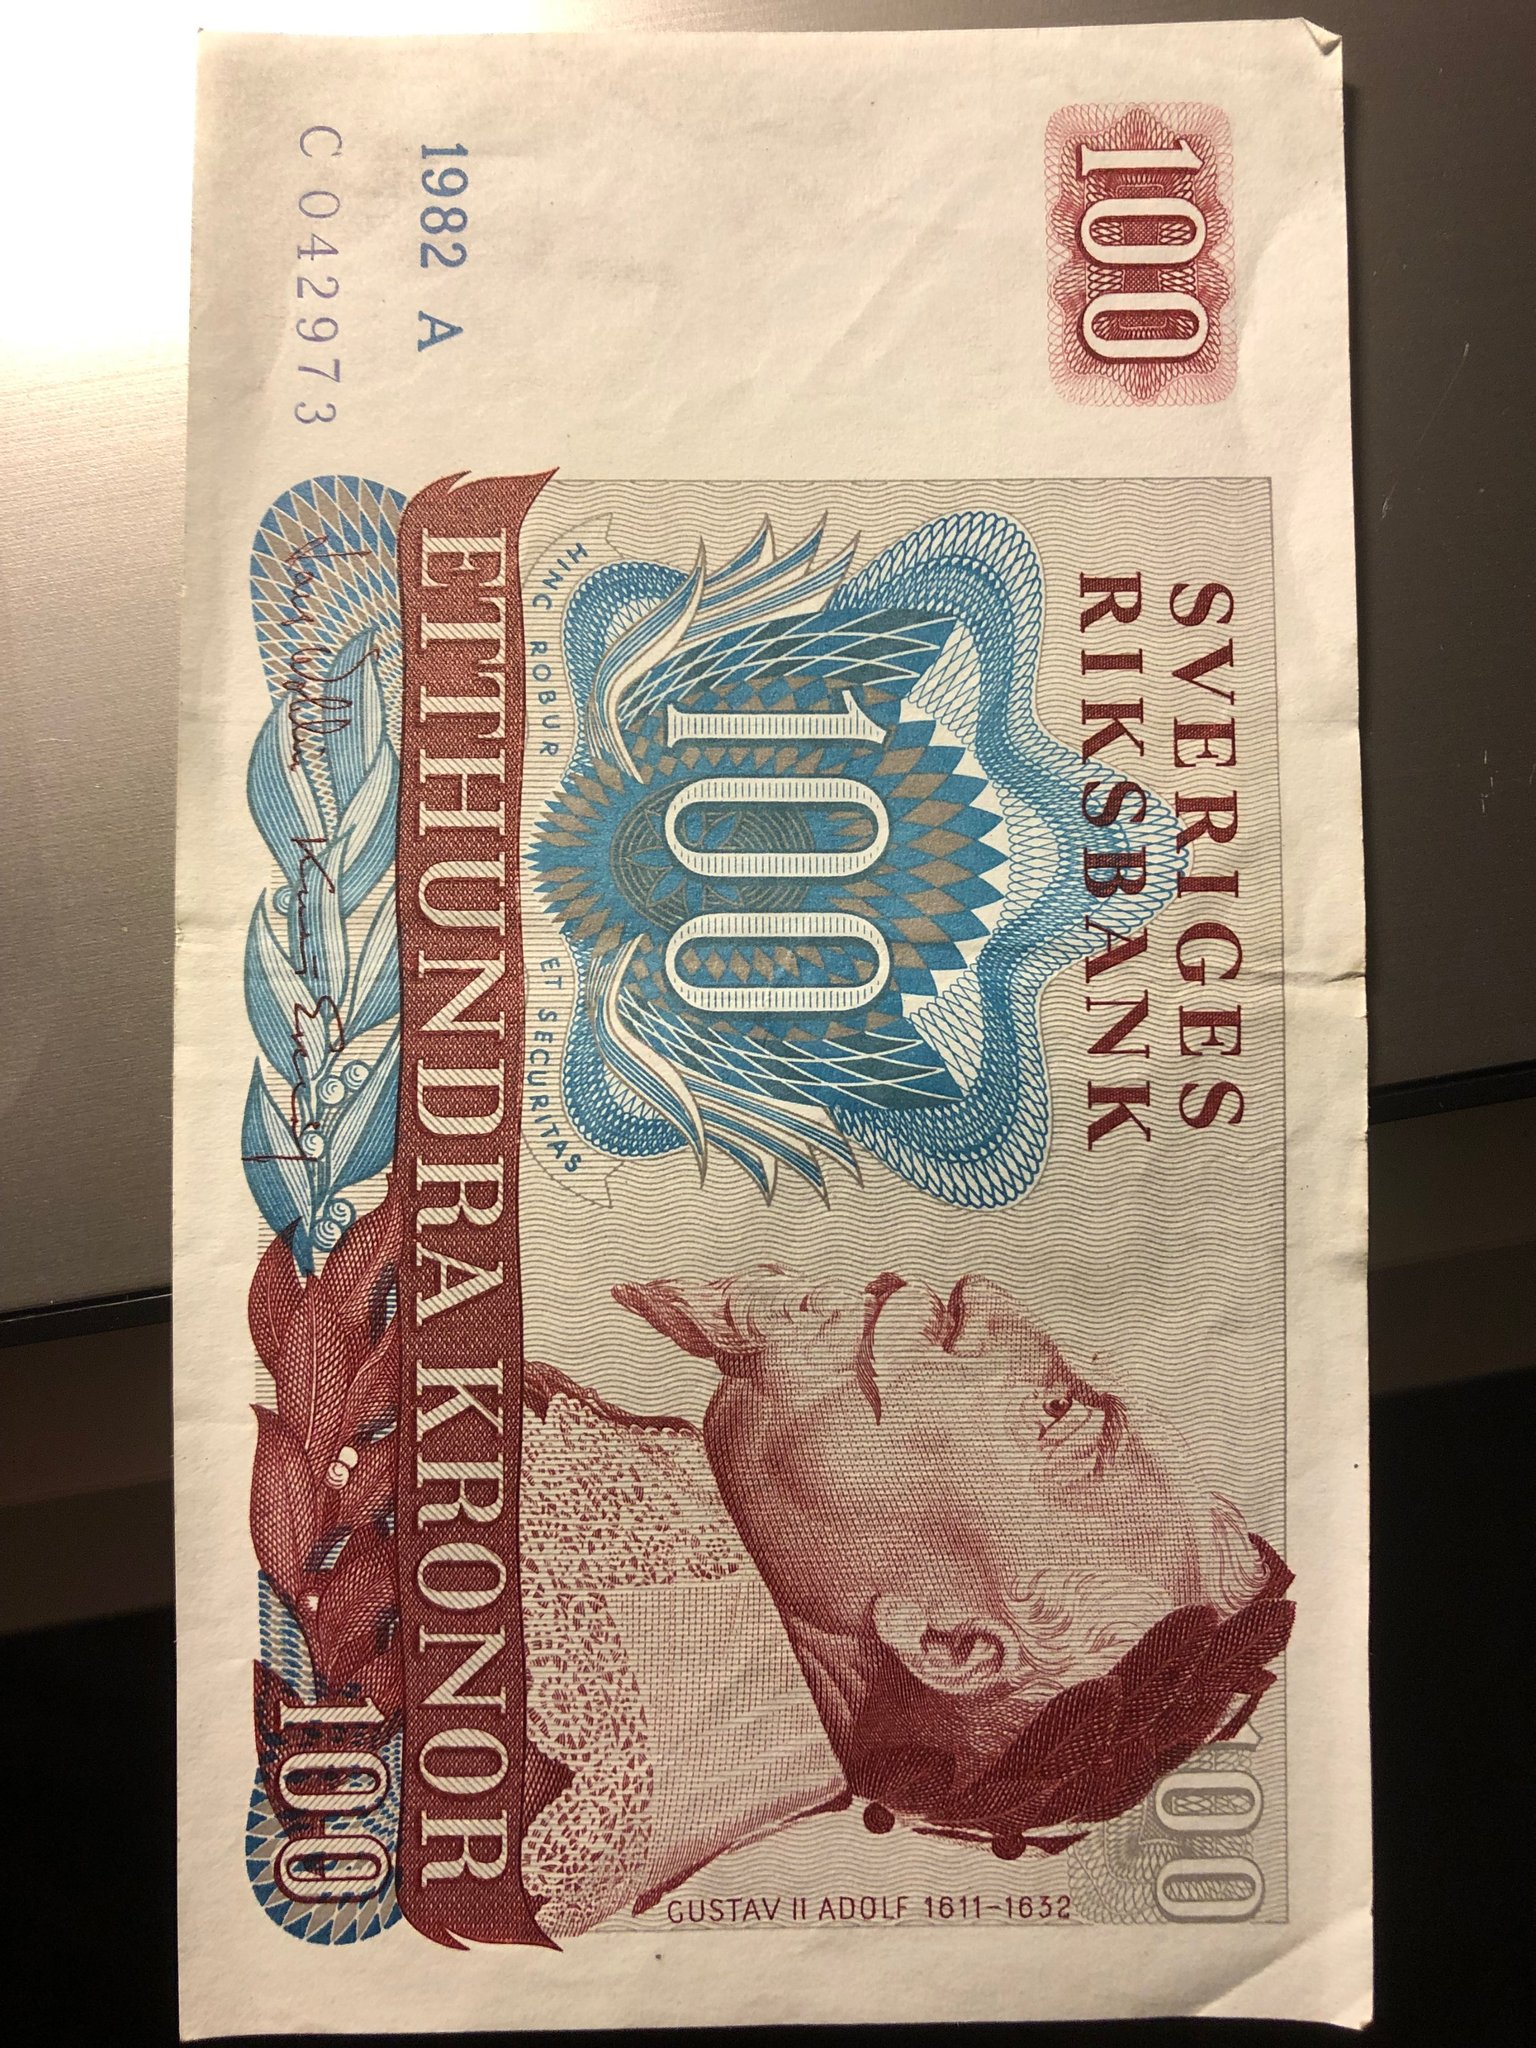 100
SVERIGES
RIKSBANK
100
100
HINC ROBUR ET SECURITAS
GUSTAV II ADOLF 1611-1632
ETTHUNDRA KRONOR
1982 A
C 042973
100